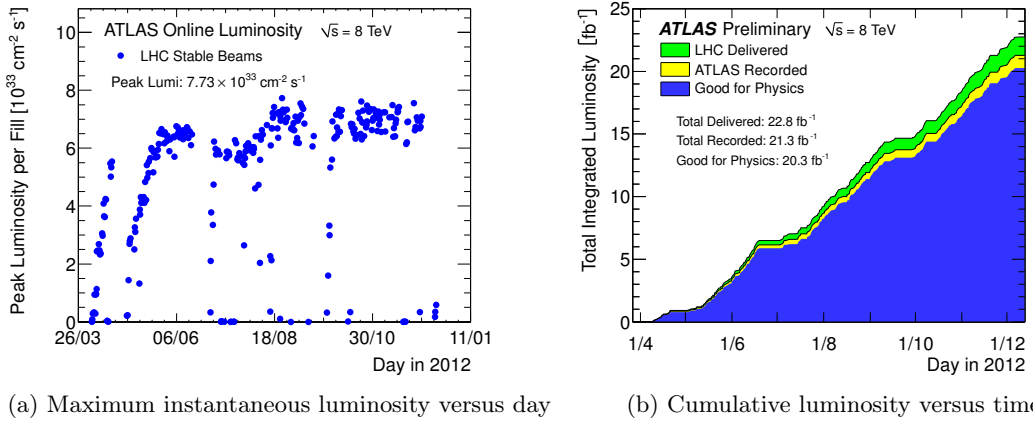 ATLAS Online Luminosity √s = 8 TeV
LHC Stable Beams
Peak Lumi: 7.73 × 10³³ cm⁻² s⁻¹
Peak Luminosity per Fill [10³³ cm⁻² s⁻¹]
10
8
6
4
2
0
26/03 06/06 18/08 30/10 11/01
Day in 2012
(a) Maximum instantaneous luminosity versus day
ATLAS Preliminary √s = 8 TeV
LHC Delivered
ATLAS Recorded
Good for Physics
Total Delivered: 22.8 fb⁻¹
Total Recorded: 21.3 fb⁻¹
Good for Physics: 20.3 fb⁻¹
Total Integrated Luminosity [fb⁻¹]
25
20
15
10
5
0
1/4 1/6 1/8 1/10 1/12
Day in 2012
(b) Cumulative luminosity versus time